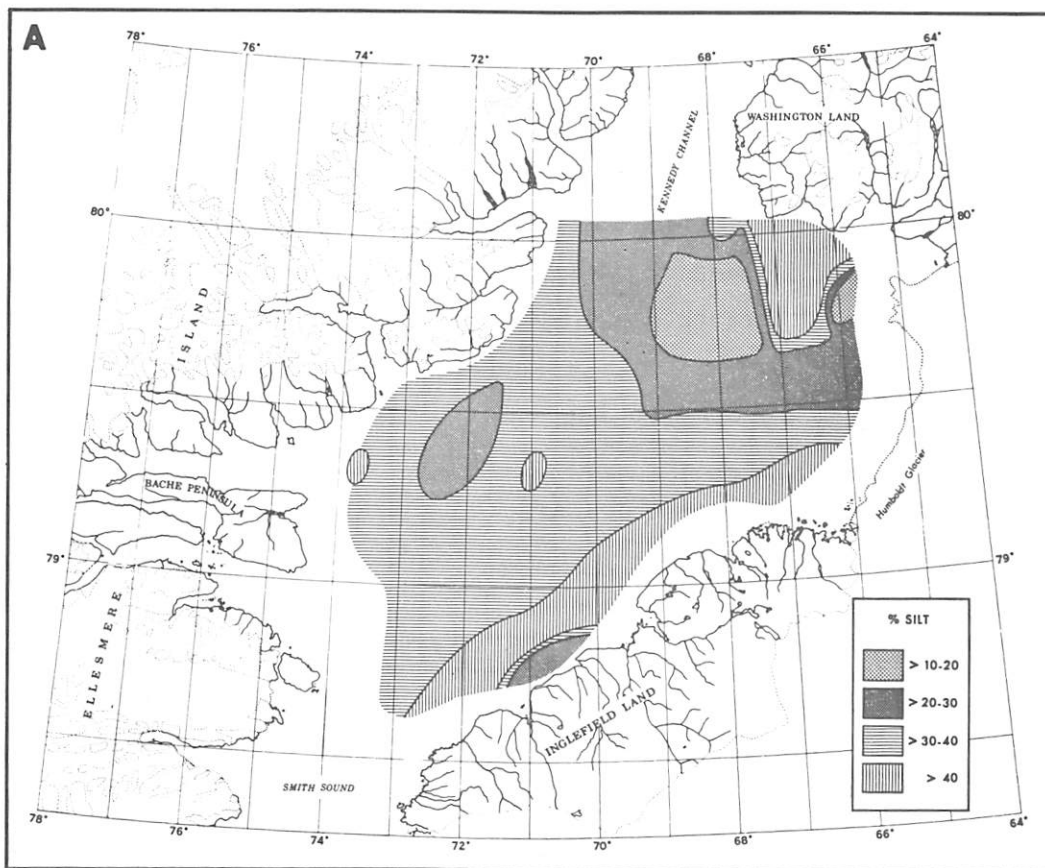 A
78° 76° 74° 72° 70° 68° 66° 64°
WASHINGTON LAND
KENNEDY CHANNEL
80° 80°
ISLAND
BACHE PENINSULA
Humboldt Glacier
79° 79°
ELLESMERE
% SILT
> 10-20
> 20-30
> 30-40
> 40
INGLEFIELD LAND
SMITH SOUND
78° 76° 74° 72° 70° 68° 66° 64°